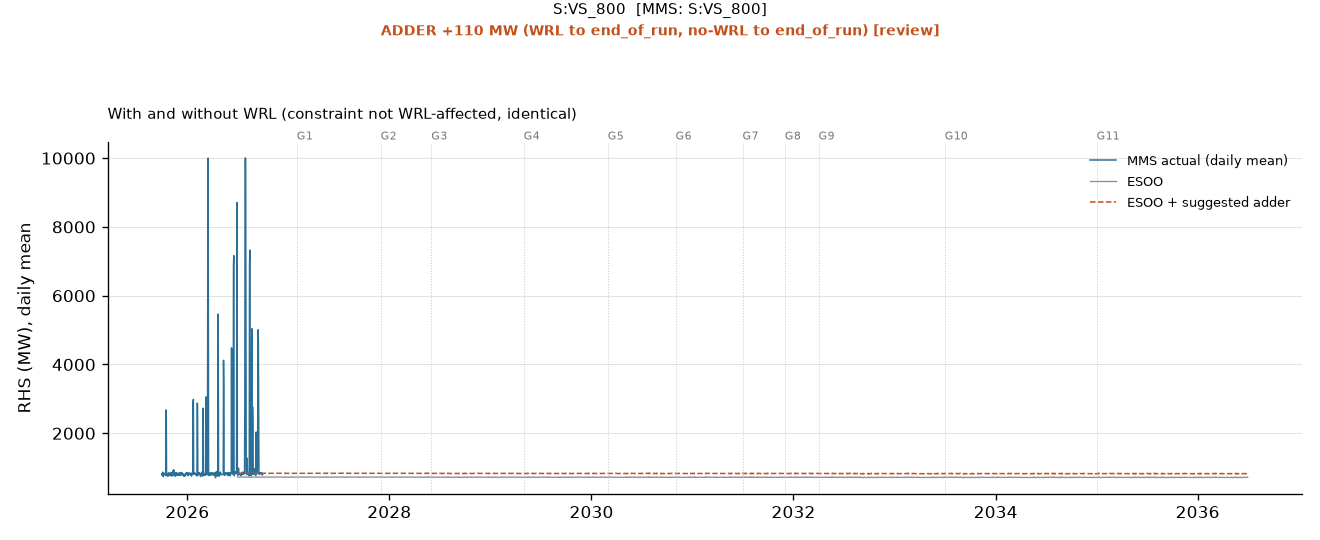 S:VS_800  [MMS: S:VS_800]
ADDER +110 MW (WRL to end_of_run, no-WRL to end_of_run) [review]
With and without WRL (constraint not WRL-affected, identical)
G1 G2 G3 G4 G5 G6 G7 G8 G9 G10 G11
MMS actual (daily mean)
ESOO
ESOO + suggested adder
RHS (MW), daily mean
10000
8000
6000
4000
2000
2026 2028 2030 2032 2034 2036